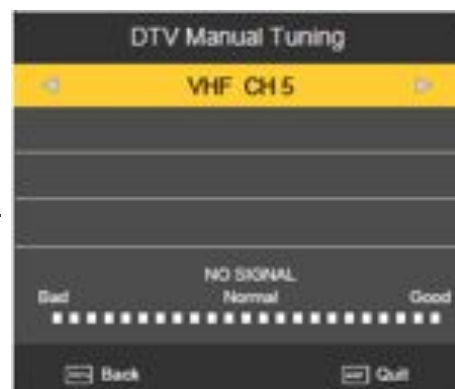 DTV Manual Tuning
VHF CH 5
NO SIGNAL
Bad Normal Good
Back Quit